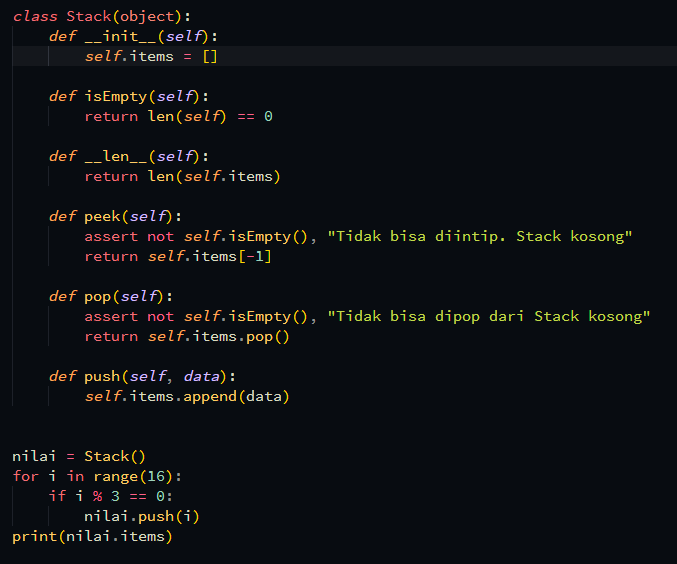 class Stack(object):
    def __init__(self):
        self.items = []
    def isEmpty(self):
        return len(self) == 0
    def __len__(self):
        return len(self.items)
    def peek(self):
        assert not self.isEmpty(), "Tidak bisa diintip. Stack kosong"
        return self.items[-1]
    def pop(self):
        assert not self.isEmpty(), "Tidak bisa dipop dari Stack kosong"
        return self.items.pop()
    def push(self, data):
        self.items.append(data)
nilai = Stack()
for i in range(16):
    if i % 3 == 0:
        nilai.push(i)
print(nilai.items)